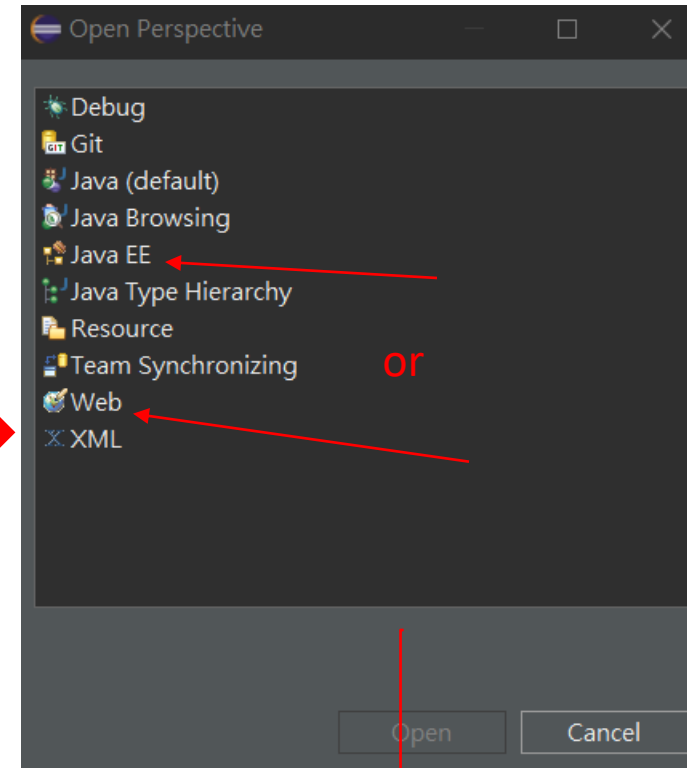 Open Perspective
Debug
Git
Java (default)
Java Browsing
Java EE
Java Type Hierarchy
Resource
Team Synchronizing
or
Web
XML
Open
Cancel